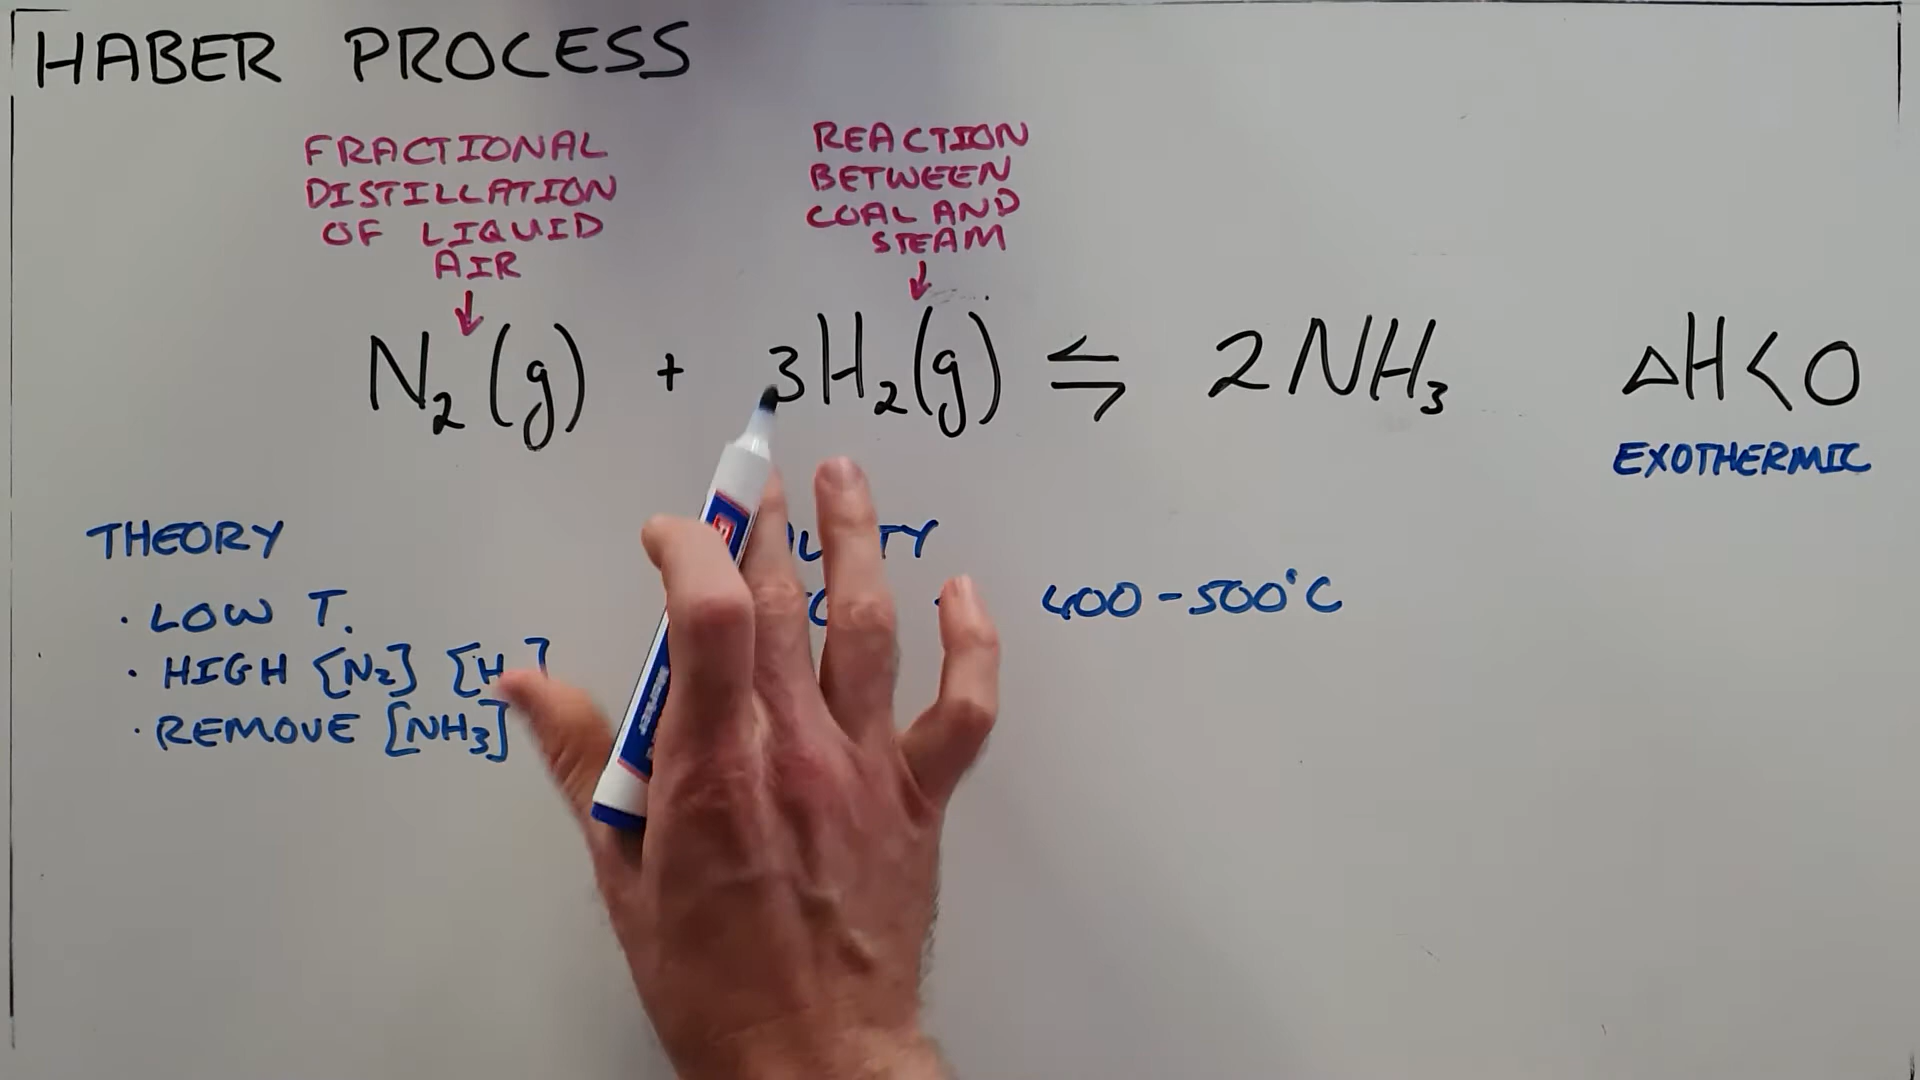 HABER PROCESS
FRACTIONAL
DISTILLATION
OF LIQUID
AIR
REACTION
BETWEEN
COAL AND
STEAM
N₂(g) + 3H₂(g) ⇋ 2NH₃ ΔH<0
EXOTHERMIC
THEORY
• LOW T.
• HIGH [N₂] [H ]
• REMOVE [NH₃]
400-500°C